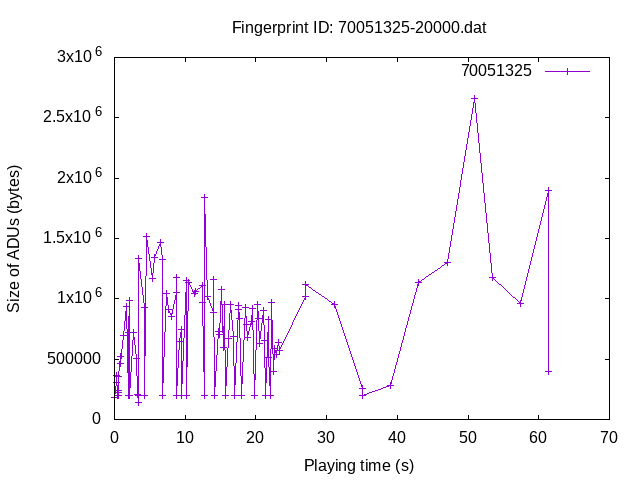 Fingerprint ID: 70051325-20000.dat
3x10^6
70051325
2.5x10^6
2x10^6
1.5x10^6
1x10^6
500000
0
Size of ADUs (bytes)
0 10 20 30 40 50 60 70
Playing time (s)